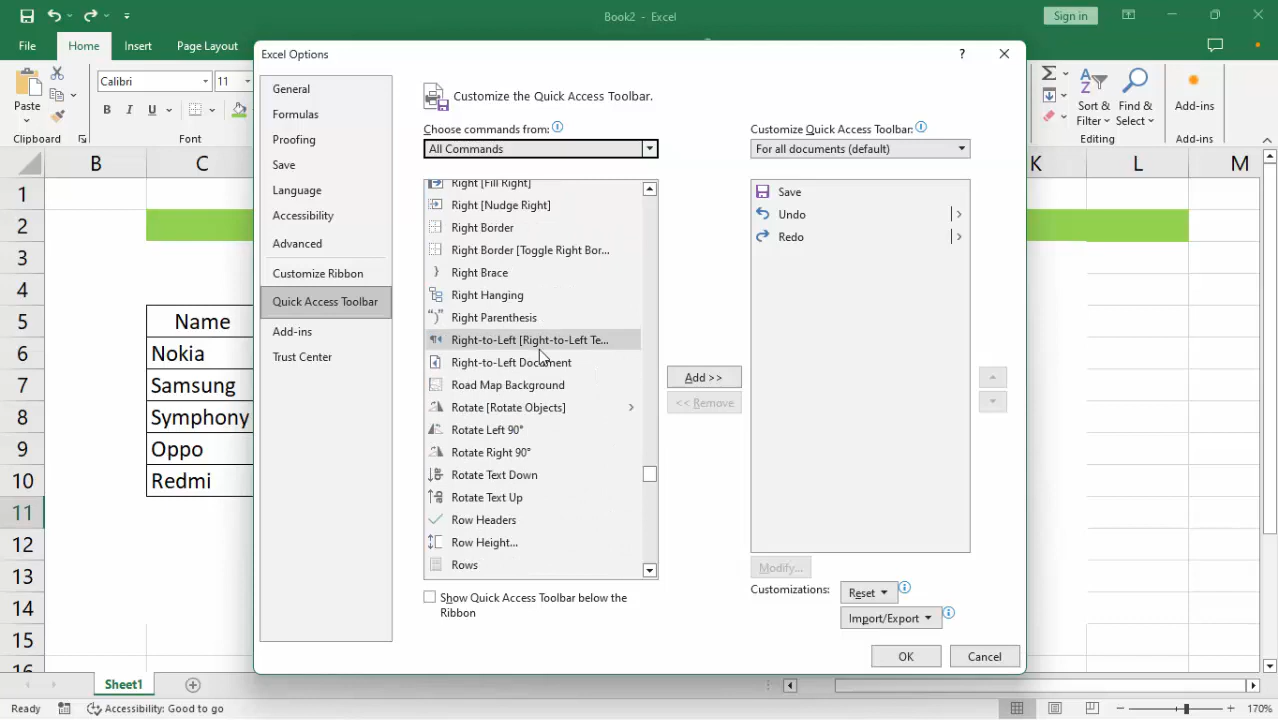 Book2 - Excel
Sign in
File
Home
Insert
Page Layout
Paste
Clipboard
Calibri
11
B
I
U
Font
Sort & Filter
Find & Select
Editing
Add-ins
Add-ins
Excel Options
?
General
Formulas
Proofing
Save
Language
Accessibility
Advanced
Customize Ribbon
Quick Access Toolbar
Add-ins
Trust Center
Customize the Quick Access Toolbar.
Choose commands from:
All Commands
Right [Fill Right]
Right [Nudge Right]
Right Border
Right Border [Toggle Right Bor...
Right Brace
Right Hanging
Right Parenthesis
Right-to-Left [Right-to-Left Te...
Right-to-Left Document
Road Map Background
Rotate [Rotate Objects]
Rotate Left 90°
Rotate Right 90°
Rotate Text Down
Rotate Text Up
Row Headers
Row Height...
Rows
Show Quick Access Toolbar below the
Ribbon
Add >>
<< Remove
Customize Quick Access Toolbar:
For all documents (default)
Save
Undo
Redo
Modify...
Customizations:
Reset
Import/Export
OK
Cancel
B
C
K
L
M
1
2
3
4
5
Name
6
Nokia
7
Samsung
8
Symphony
9
Oppo
10
Redmi
11
12
13
14
15
16
Sheet1
Ready
Accessibility: Good to go
170%